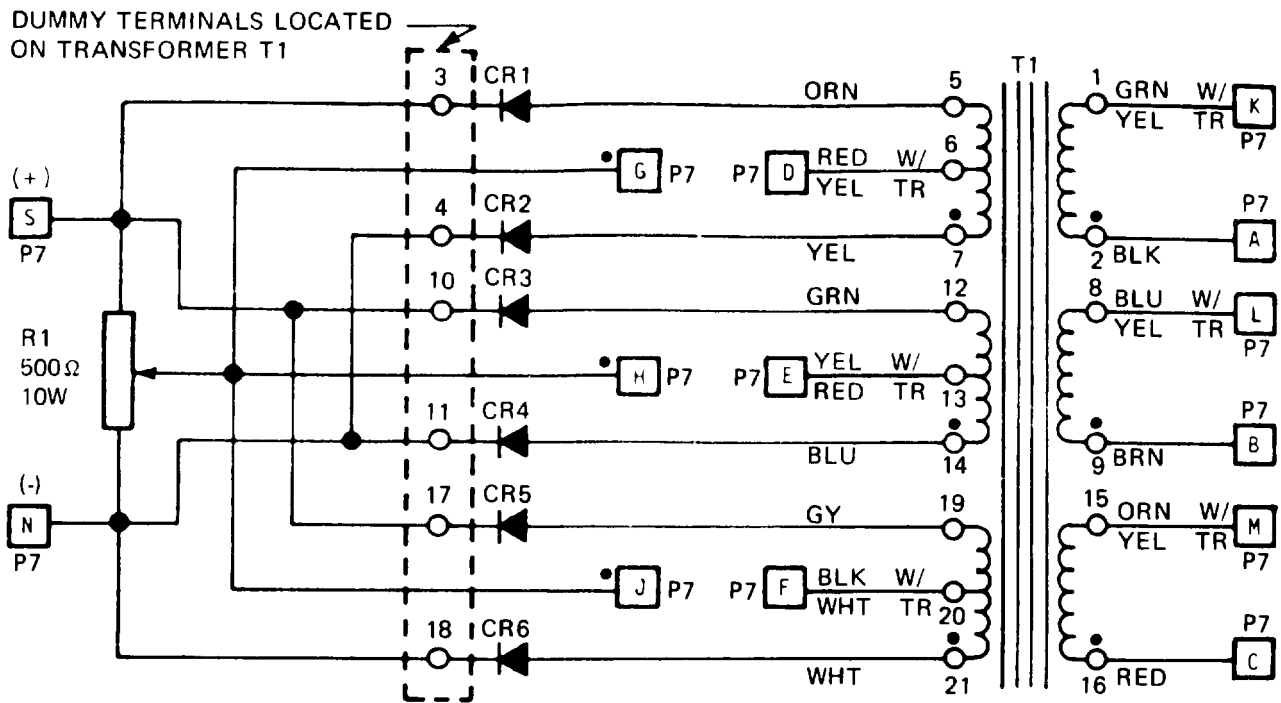 DUMMY TERMINALS LOCATED
ON TRANSFORMER T1
3 CR1 ORN 5 T1 1 GRN W/ K
YEL TR P7
G P7 P7 D RED W/ 6
YEL TR
(+)
S
P7
4 CR2 YEL 7 2 BLK A P7
10 CR3 GRN 12 8 BLU W/ L
YEL TR P7
R1
500Ω
10W
H P7 P7 E YEL W/
RED TR 13
11 CR4 BLU 14 9 BRN B P7
(-)
N
P7
17 CR5 GY 19 15 ORN W/ M
YEL TR P7
J P7 P7 F BLK W/
WHT TR 20
18 CR6 WHT 21 16 RED C P7